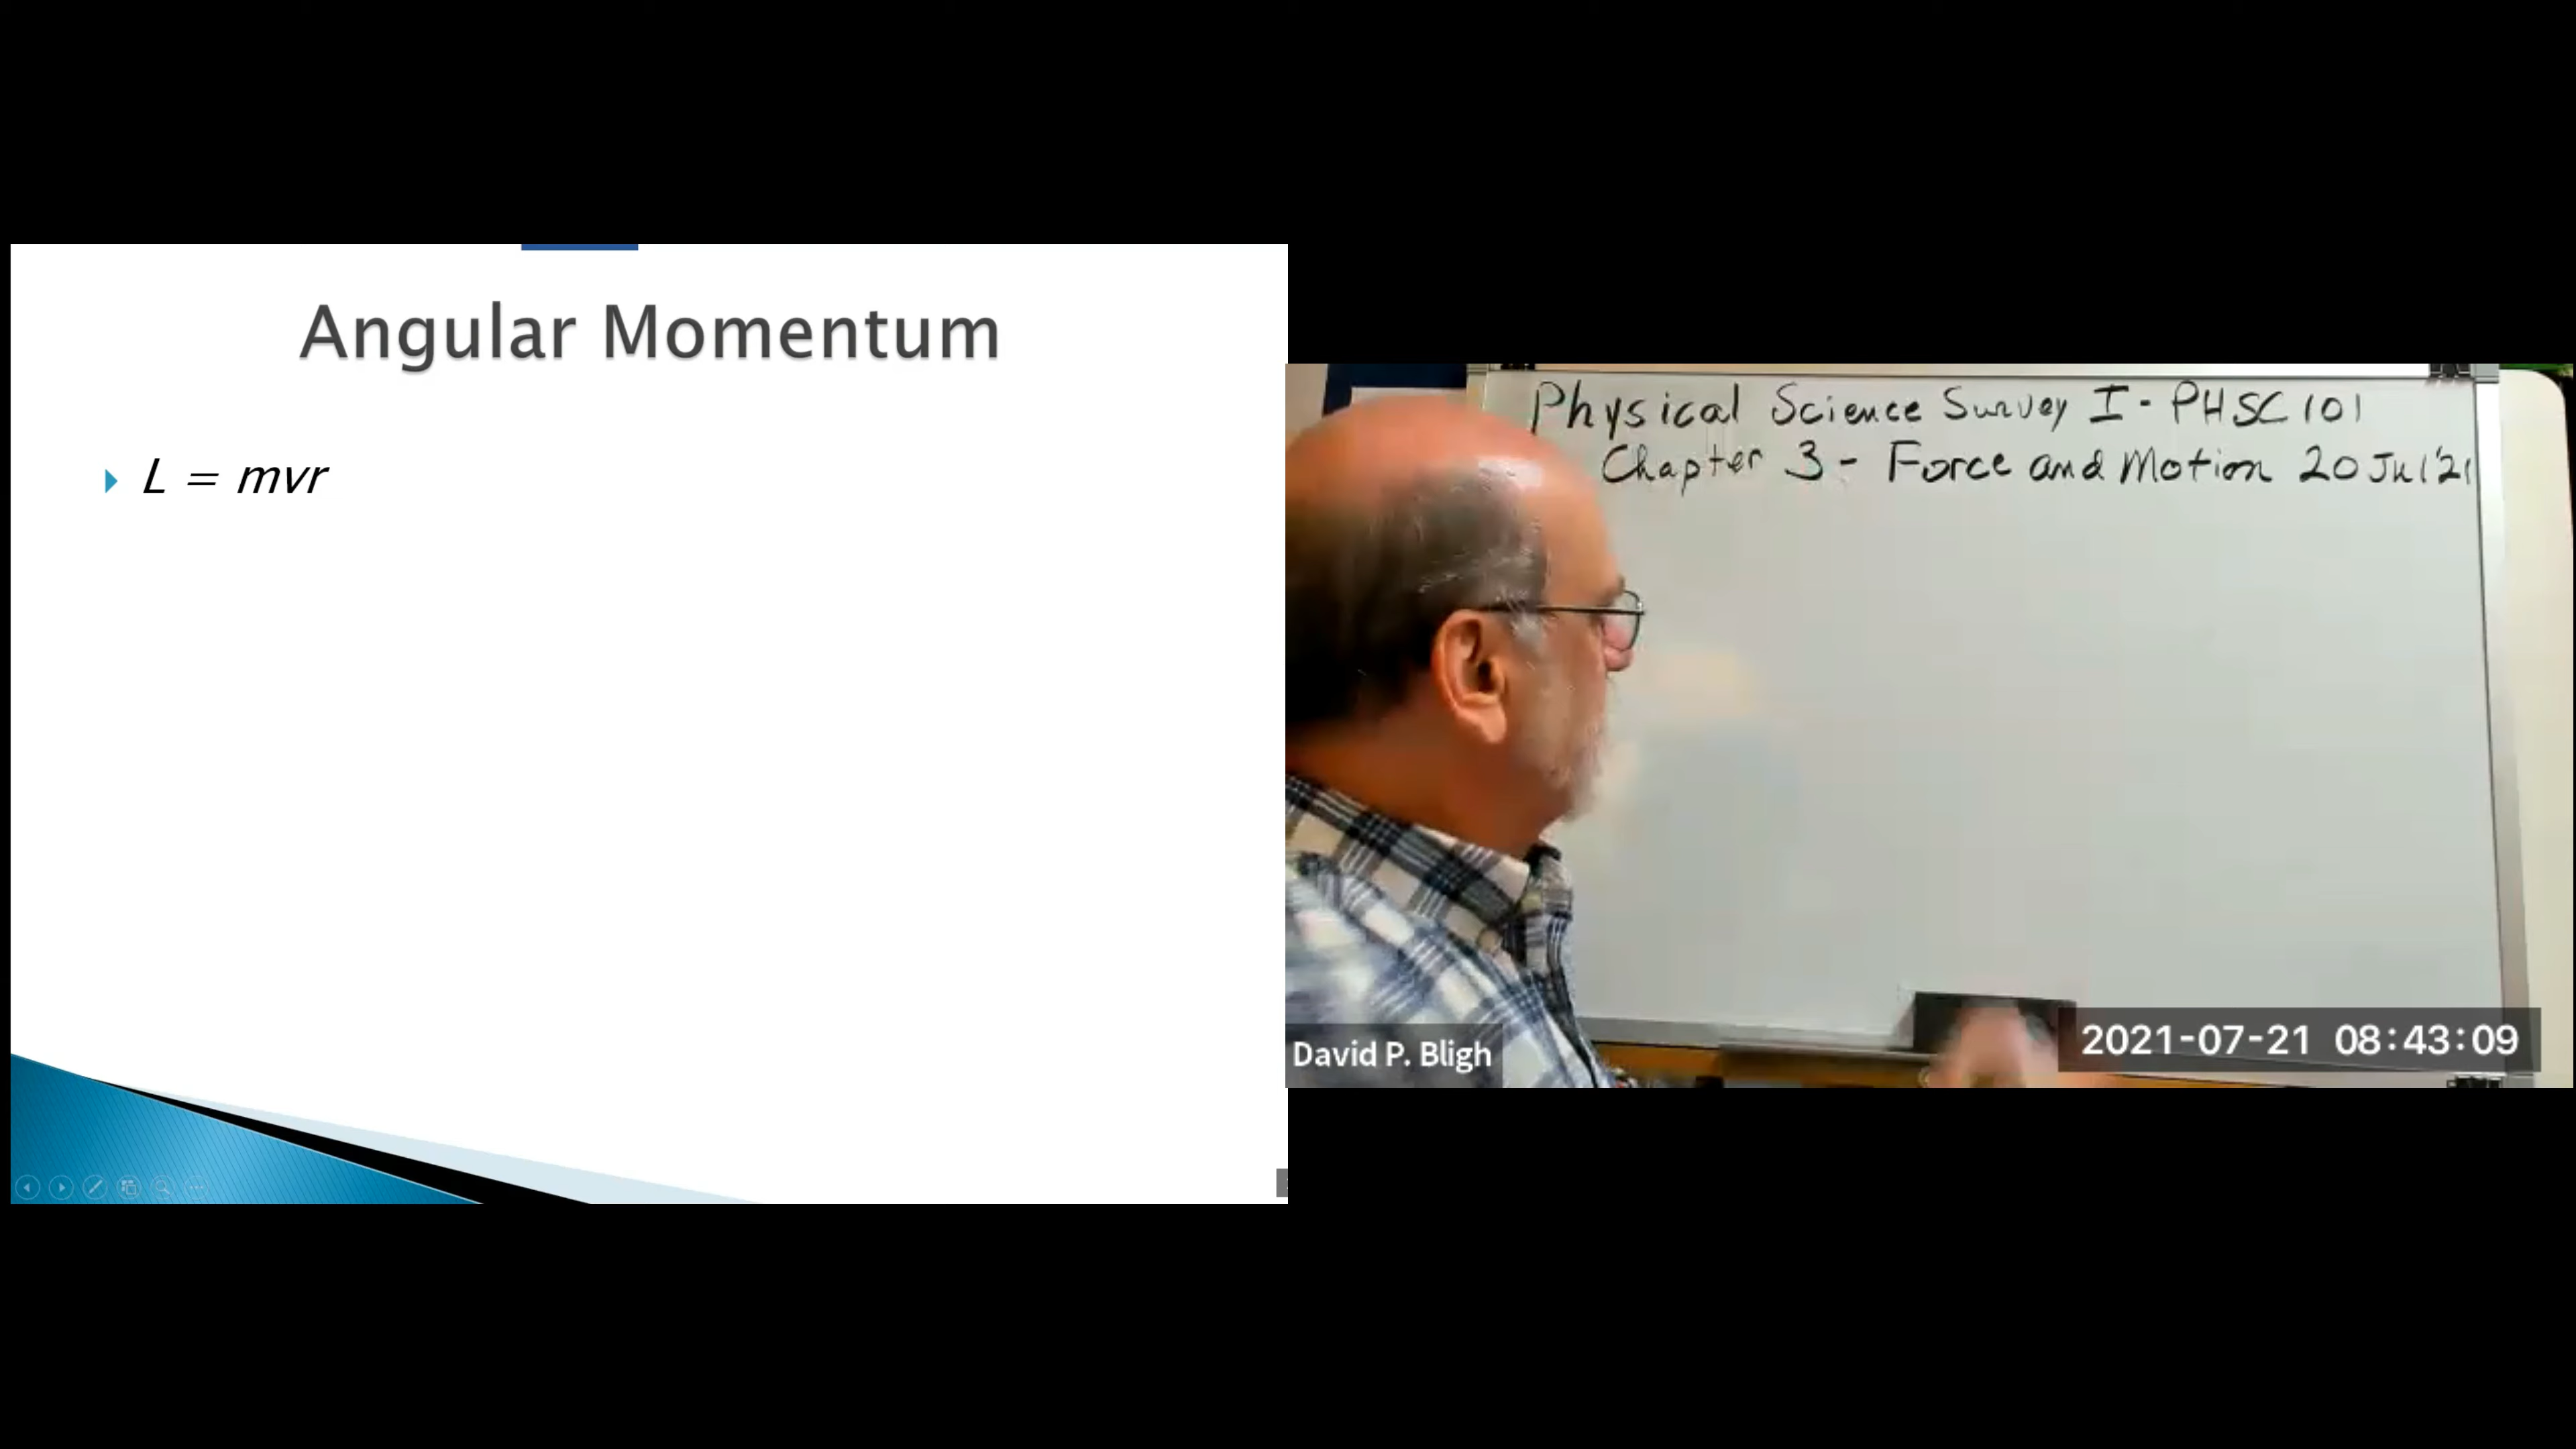 Angular Momentum
L = mvr
Physical Science Survey I - PHSC 101
Chapter 3 - Force and Motion 20 Jul '21
David P. Bligh
2021-07-21 08:43:09